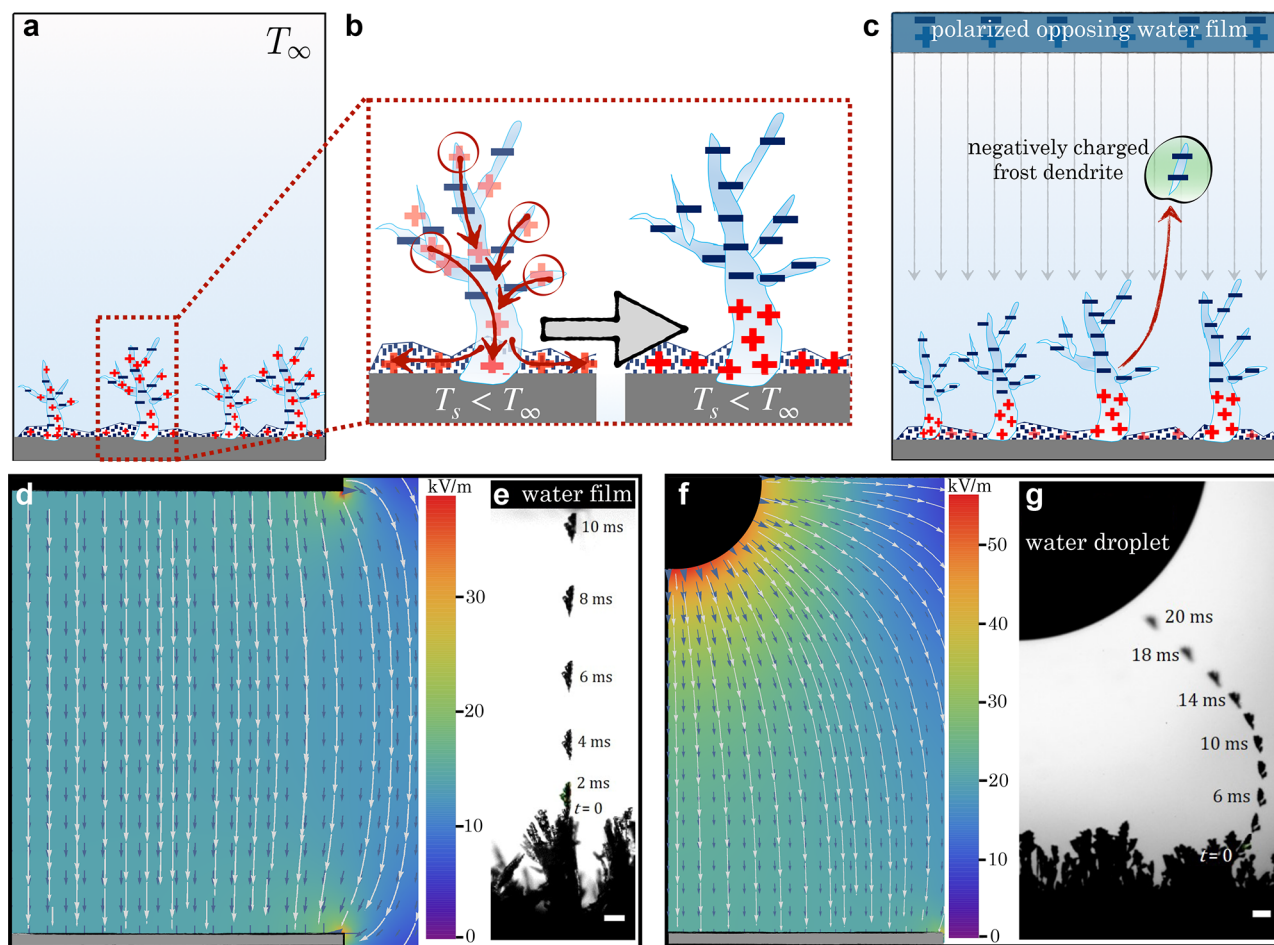 a
T∞
b
Ts < T∞
Ts < T∞
c
polarized opposing water film
negatively charged
frost dendrite
d
kV/m
30
20
10
0
e
water film
10 ms
8 ms
6 ms
4 ms
2 ms
t = 0
f
kV/m
50
40
30
20
10
0
g
water droplet
20 ms
18 ms
14 ms
10 ms
6 ms
t = 0